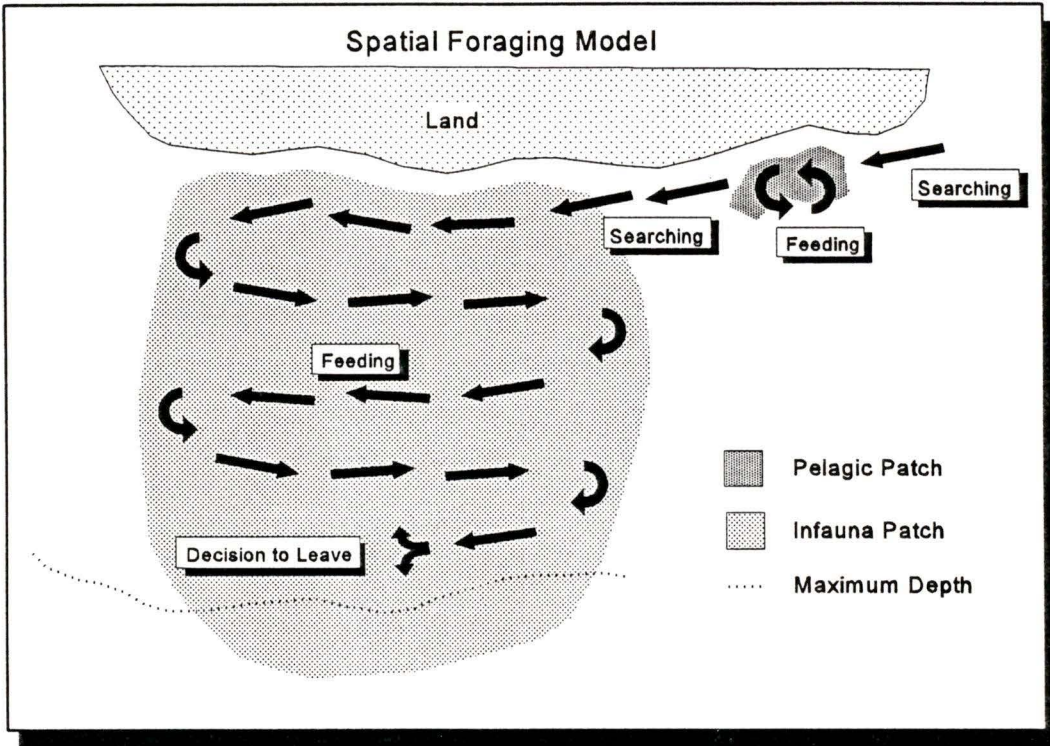 Spatial Foraging Model
Land
Searching
Searching
Feeding
Feeding
Pelagic Patch
Infauna Patch
Decision to Leave
Maximum Depth